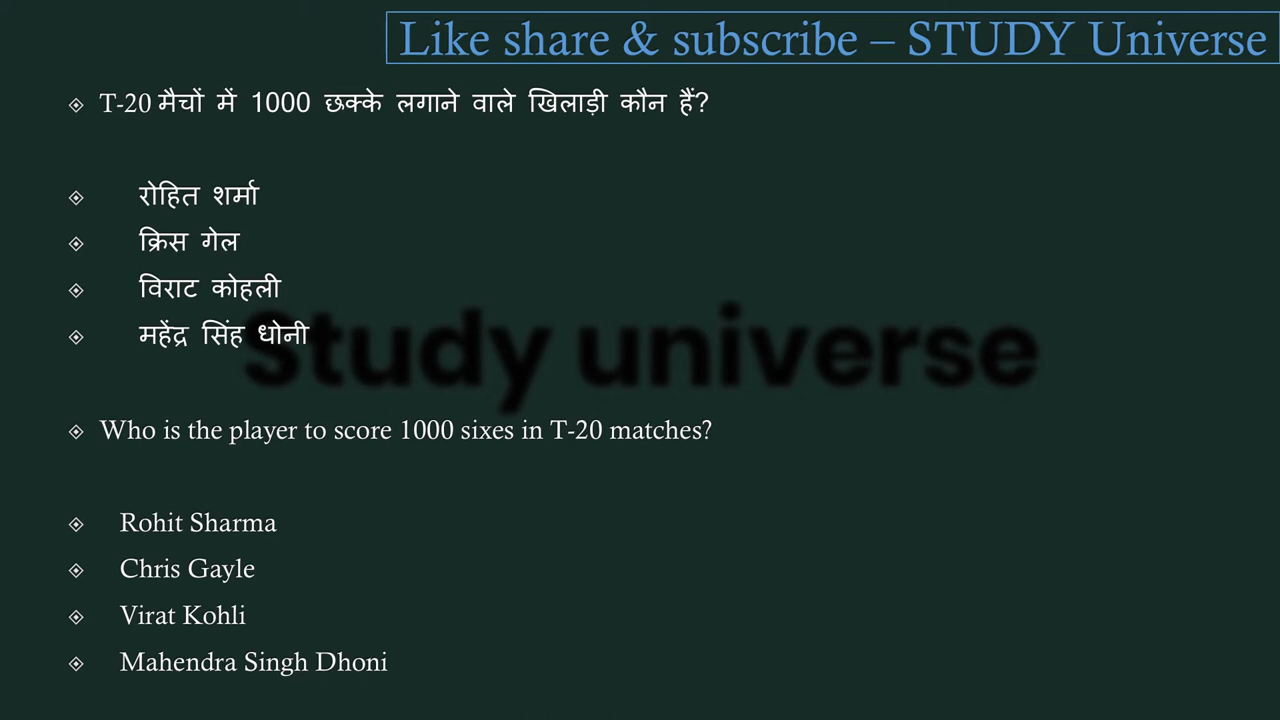 Like share & subscribe – STUDY Universe
T-20 मैचों में 1000 छक्के लगाने वाले खिलाड़ी कौन हैं?
रोहित शर्मा
क्रिस गेल
विराट कोहली
महेंद्र सिंह धोनी
Study universe
Who is the player to score 1000 sixes in T-20 matches?
Rohit Sharma
Chris Gayle
Virat Kohli
Mahendra Singh Dhoni